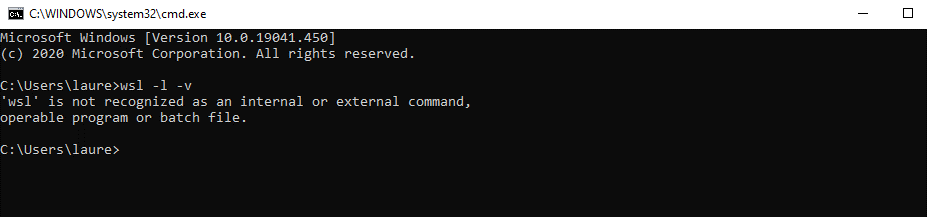 C:\WINDOWS\system32\cmd.exe
Microsoft Windows [Version 10.0.19041.450]
(c) 2020 Microsoft Corporation. All rights reserved.
C:\Users\laure>wsl -l -v
'wsl' is not recognized as an internal or external command,
operable program or batch file.
C:\Users\laure>